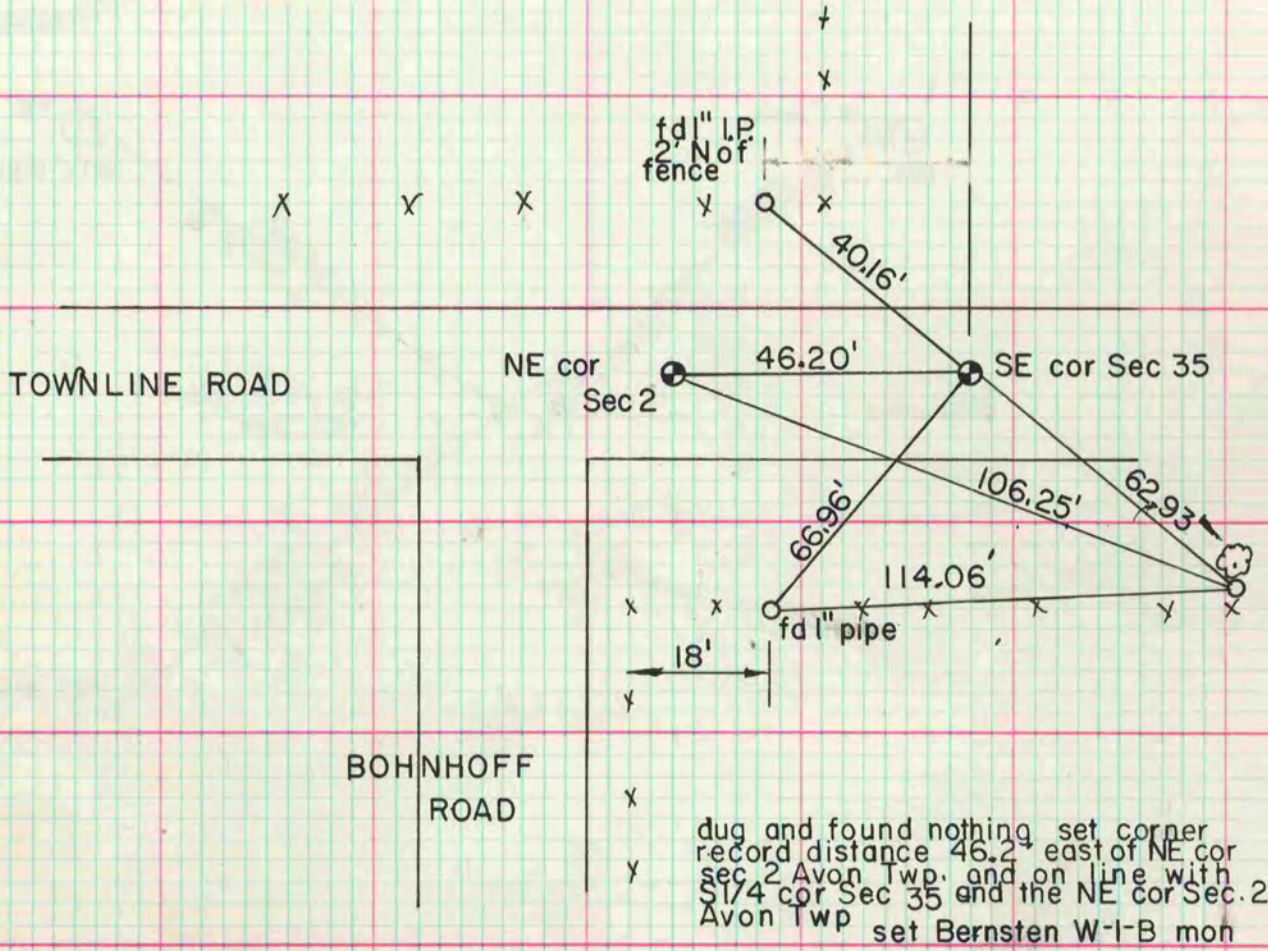 fd 1" I.P.
2' N of
fence
40.16'
NE cor
Sec 2
46.20'
SE cor Sec 35
TOWNLINE ROAD
106.25'
62.93'
66.96'
114.06'
fd 1" pipe
18'
BOHNHOFF
ROAD
dug and found nothing set corner
record distance 46.2' east of NE cor
sec 2 Avon Twp. and on line with
S1/4 cor Sec 35 and the NE cor Sec. 2
Avon Twp
set Bernsten W-I-B mon